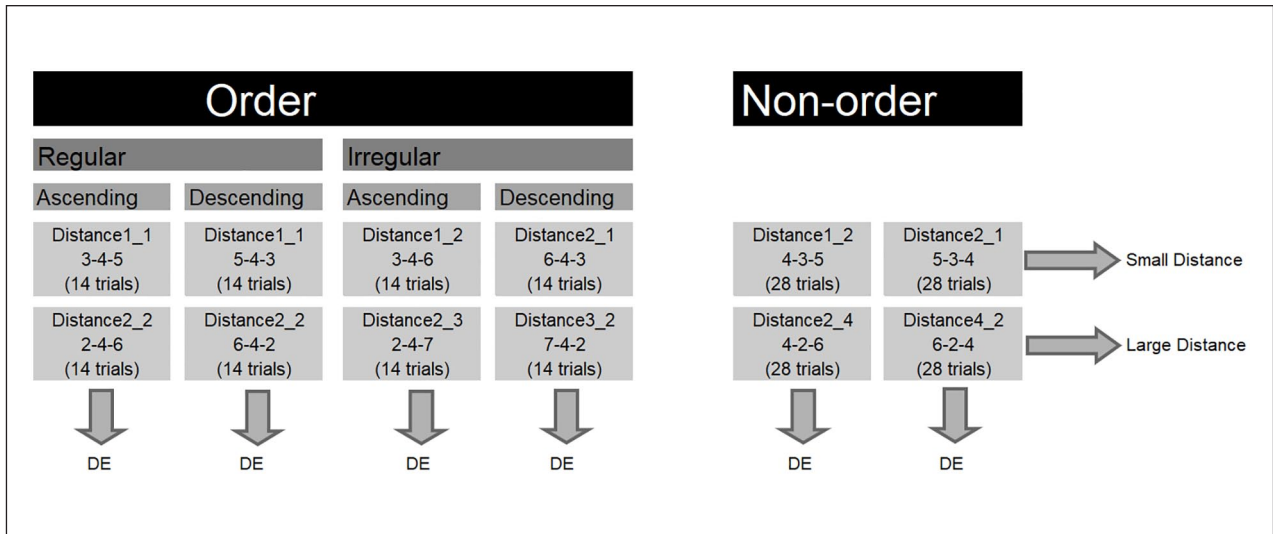 Order
Non-order
Regular
Irregular
Ascending
Descending
Ascending
Descending
Distance1_1
3-4-5
(14 trials)
Distance1_1
5-4-3
(14 trials)
Distance1_2
3-4-6
(14 trials)
Distance2_1
6-4-3
(14 trials)
Distance1_2
4-3-5
(28 trials)
Distance2_1
5-3-4
(28 trials)
Small Distance
Distance2_2
2-4-6
(14 trials)
Distance2_2
6-4-2
(14 trials)
Distance2_3
2-4-7
(14 trials)
Distance3_2
7-4-2
(14 trials)
Distance2_4
4-2-6
(28 trials)
Distance4_2
6-2-4
(28 trials)
Large Distance
DE
DE
DE
DE
DE
DE